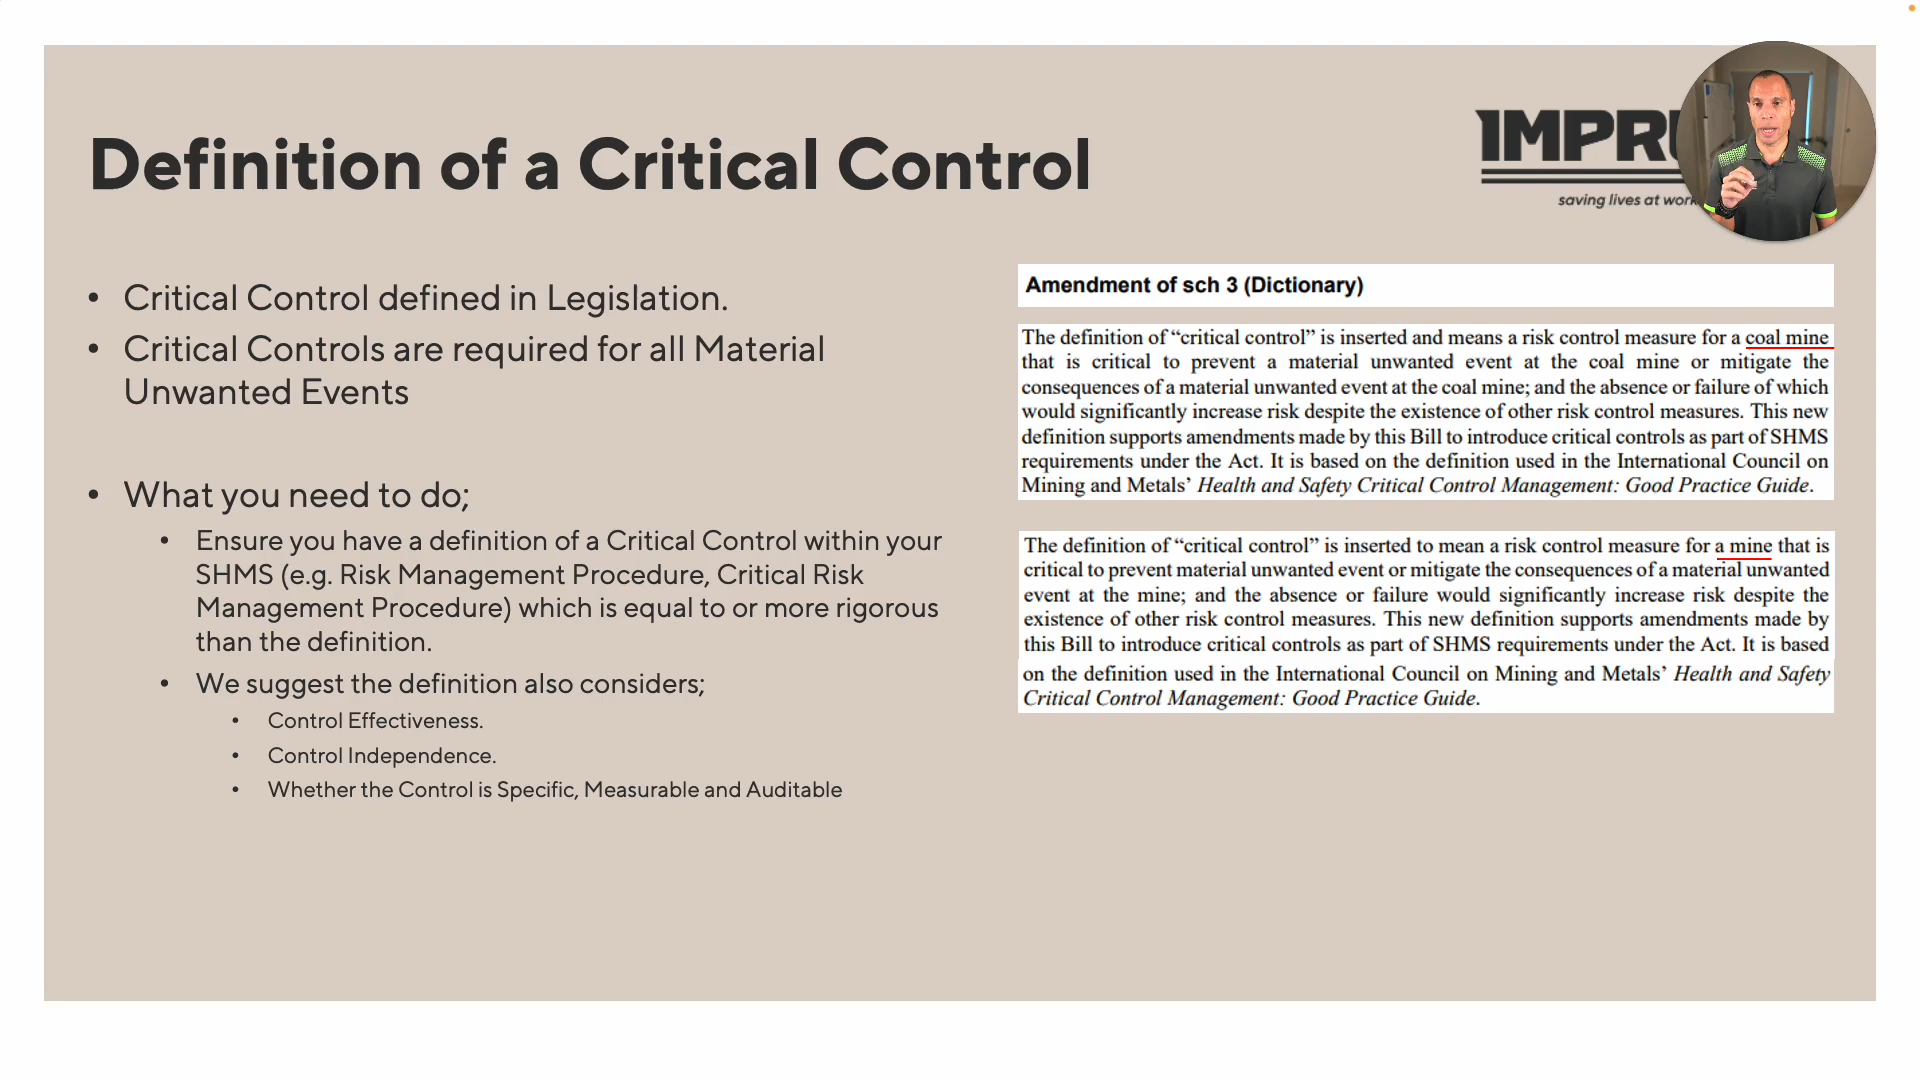 Definition of a Critical Control
saving lives at work
• Critical Control defined in Legislation.
• Critical Controls are required for all Material
Unwanted Events
• What you need to do;
• Ensure you have a definition of a Critical Control within your
SHMS (e.g. Risk Management Procedure, Critical Risk
Management Procedure) which is equal to or more rigorous
than the definition.
• We suggest the definition also considers;
• Control Effectiveness.
• Control Independence.
• Whether the Control is Specific, Measurable and Auditable
Amendment of sch 3 (Dictionary)
The definition of “critical control” is inserted and means a risk control measure for a coal mine
that is critical to prevent a material unwanted event at the coal mine or mitigate the
consequences of a material unwanted event at the coal mine; and the absence or failure of which
would significantly increase risk despite the existence of other risk control measures. This new
definition supports amendments made by this Bill to introduce critical controls as part of SHMS
requirements under the Act. It is based on the definition used in the International Council on
Mining and Metals’ Health and Safety Critical Control Management: Good Practice Guide.
The definition of “critical control” is inserted to mean a risk control measure for a mine that is
critical to prevent material unwanted event or mitigate the consequences of a material unwanted
event at the mine; and the absence or failure would significantly increase risk despite the
existence of other risk control measures. This new definition supports amendments made by
this Bill to introduce critical controls as part of SHMS requirements under the Act. It is based
on the definition used in the International Council on Mining and Metals’ Health and Safety
Critical Control Management: Good Practice Guide.